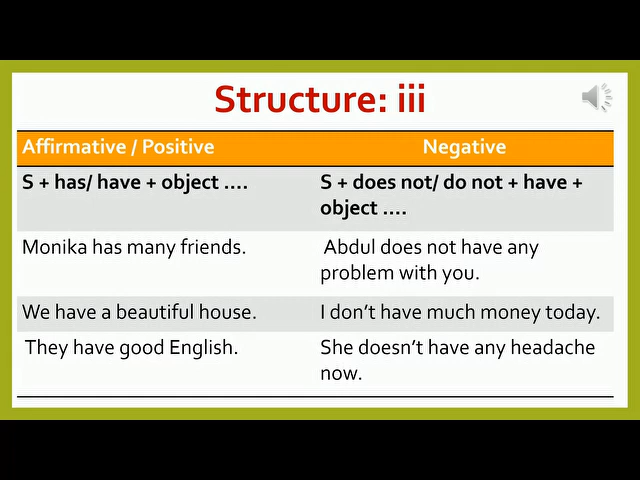 Structure: iii
Affirmative / Positive
Negative
S + has/ have + object ....
S + does not/ do not + have +
object ....
Monika has many friends.
Abdul does not have any
problem with you.
We have a beautiful house.
I don't have much money today.
They have good English.
She doesn't have any headache
now.